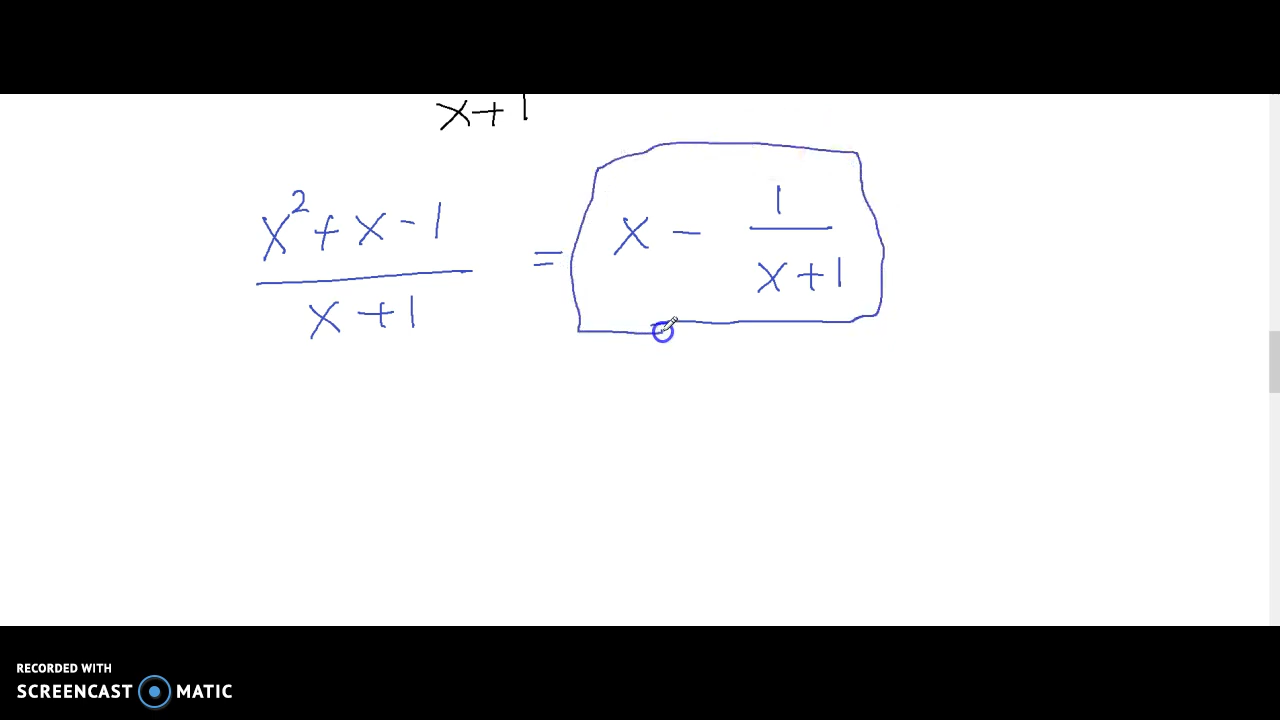 x+1
x²+x-1
x+1
=
x - 1
x+1
RECORDED WITH
SCREENCAST MATIC